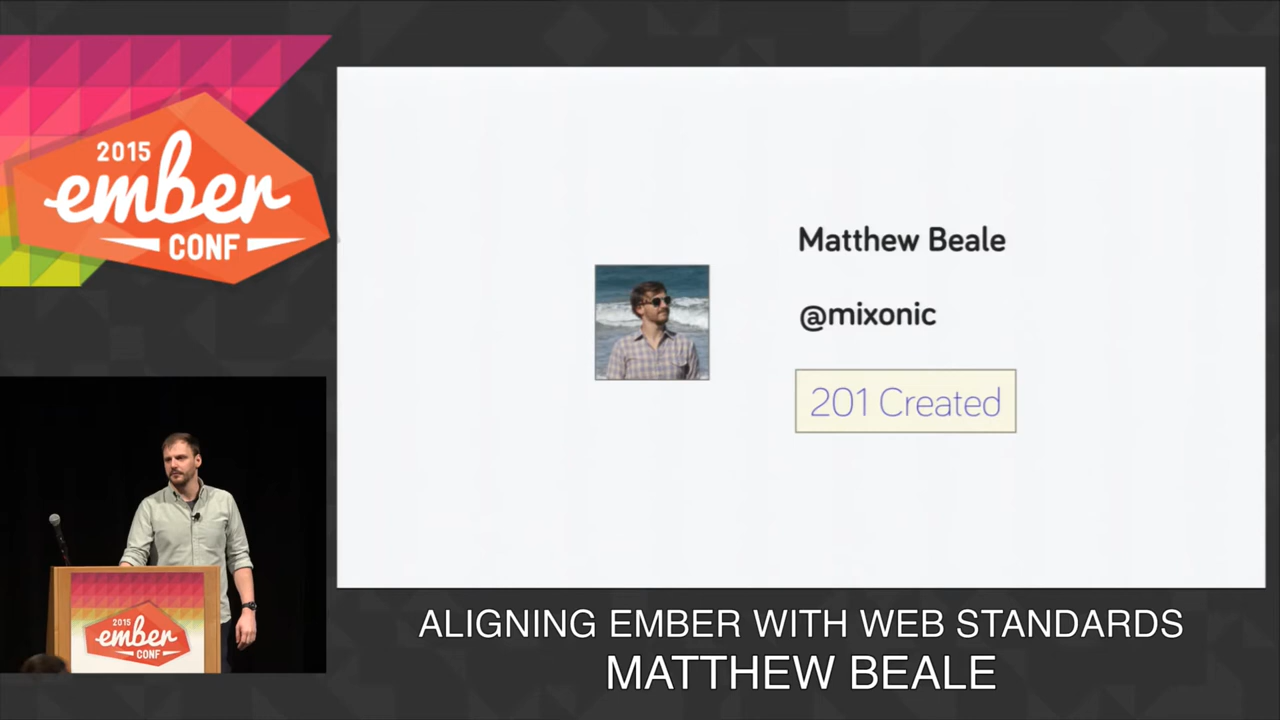 2015
ember
CONF
Matthew Beale
@mixonic
201 Created
2015
ember
CONF
ALIGNING EMBER WITH WEB STANDARDS
MATTHEW BEALE